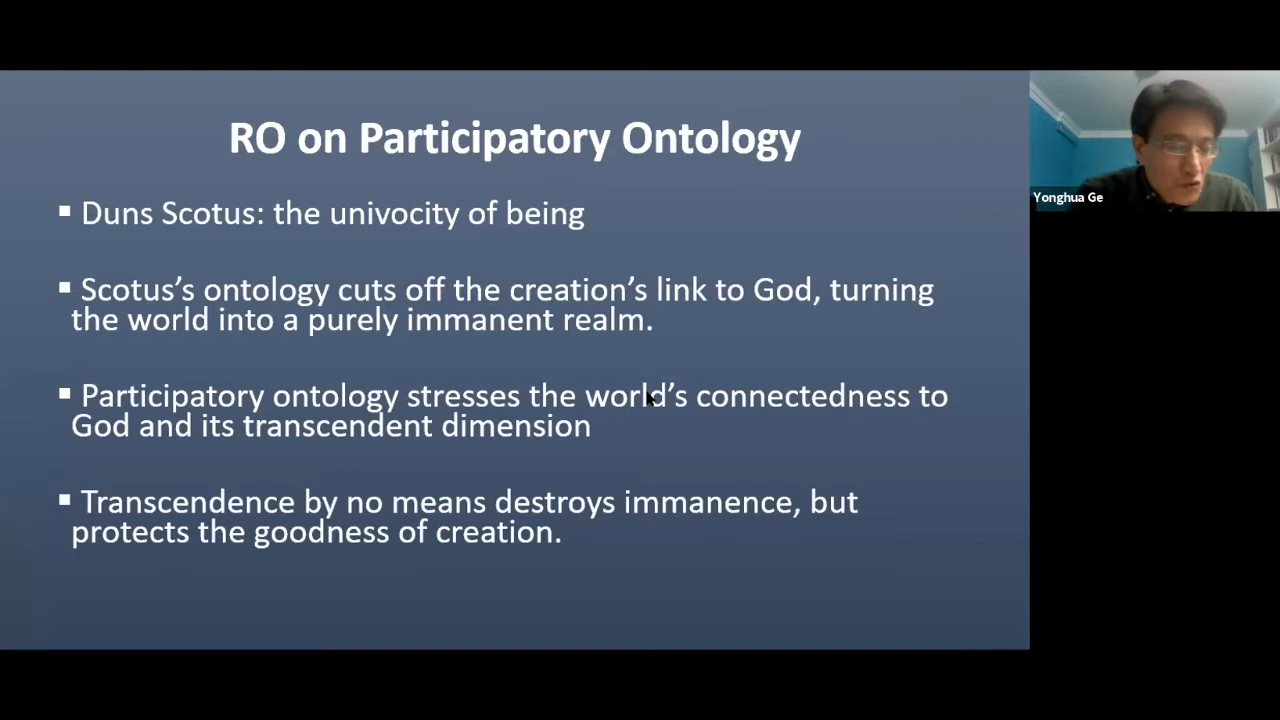 RO on Participatory Ontology
▪ Duns Scotus: the univocity of being
▪ Scotus’s ontology cuts off the creation’s link to God, turning
the world into a purely immanent realm.
▪ Participatory ontology stresses the world’s connectedness to
God and its transcendent dimension
▪ Transcendence by no means destroys immanence, but
protects the goodness of creation.
Yonghua Ge